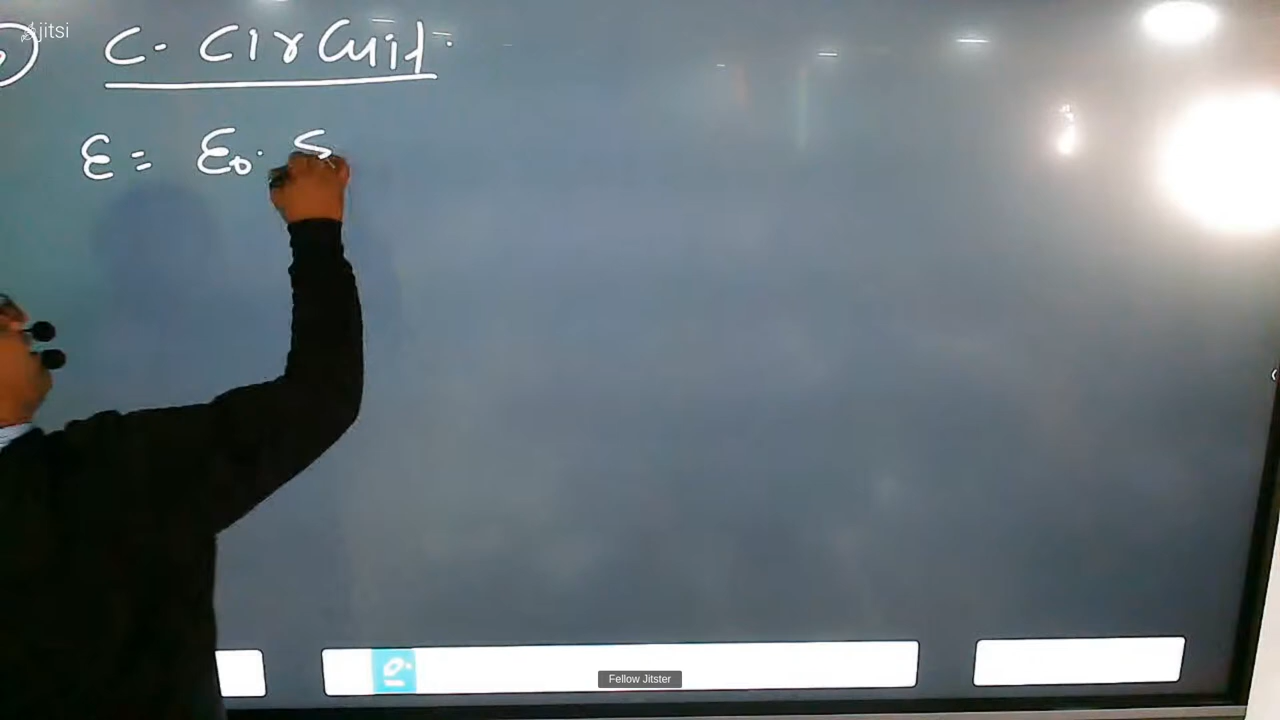 jitsi
C. Circuit.
ε = ε₀. S
Fellow Jitster